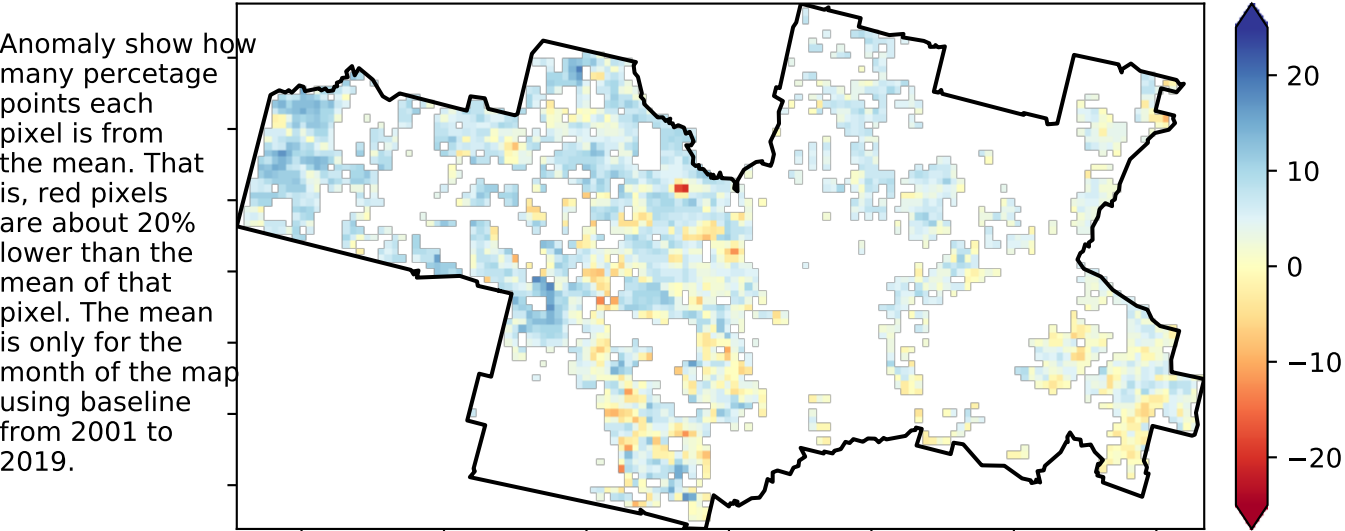 Anomaly show how
many percetage
points each
pixel is from
the mean. That
is, red pixels
are about 20%
lower than the
mean of that
pixel. The mean
is only for the
month of the map
using baseline
from 2001 to
2019.
20
10
0
−10
−20